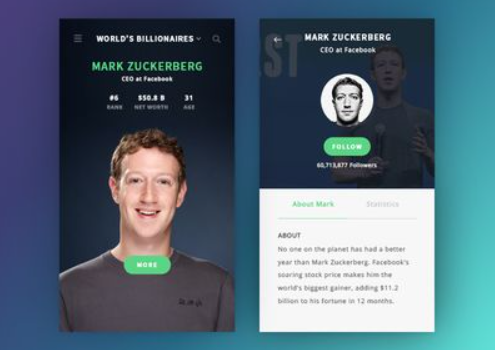 WORLD'S BILLIONAIRES
MARK ZUCKERBERG
CEO at Facebook
#6 $50.8 B 31
RANK NET WORTH AGE
MORE
MARK ZUCKERBERG
CEO at Facebook
FOLLOW
60,713,677 Followers
About Mark Statistics
ABOUT
No one on the planet has had a better
year than Mark Zuckerberg. Facebook's
soaring stock price makes him the
world's biggest gainer, adding $11.2
billion to his fortune in 12 months.